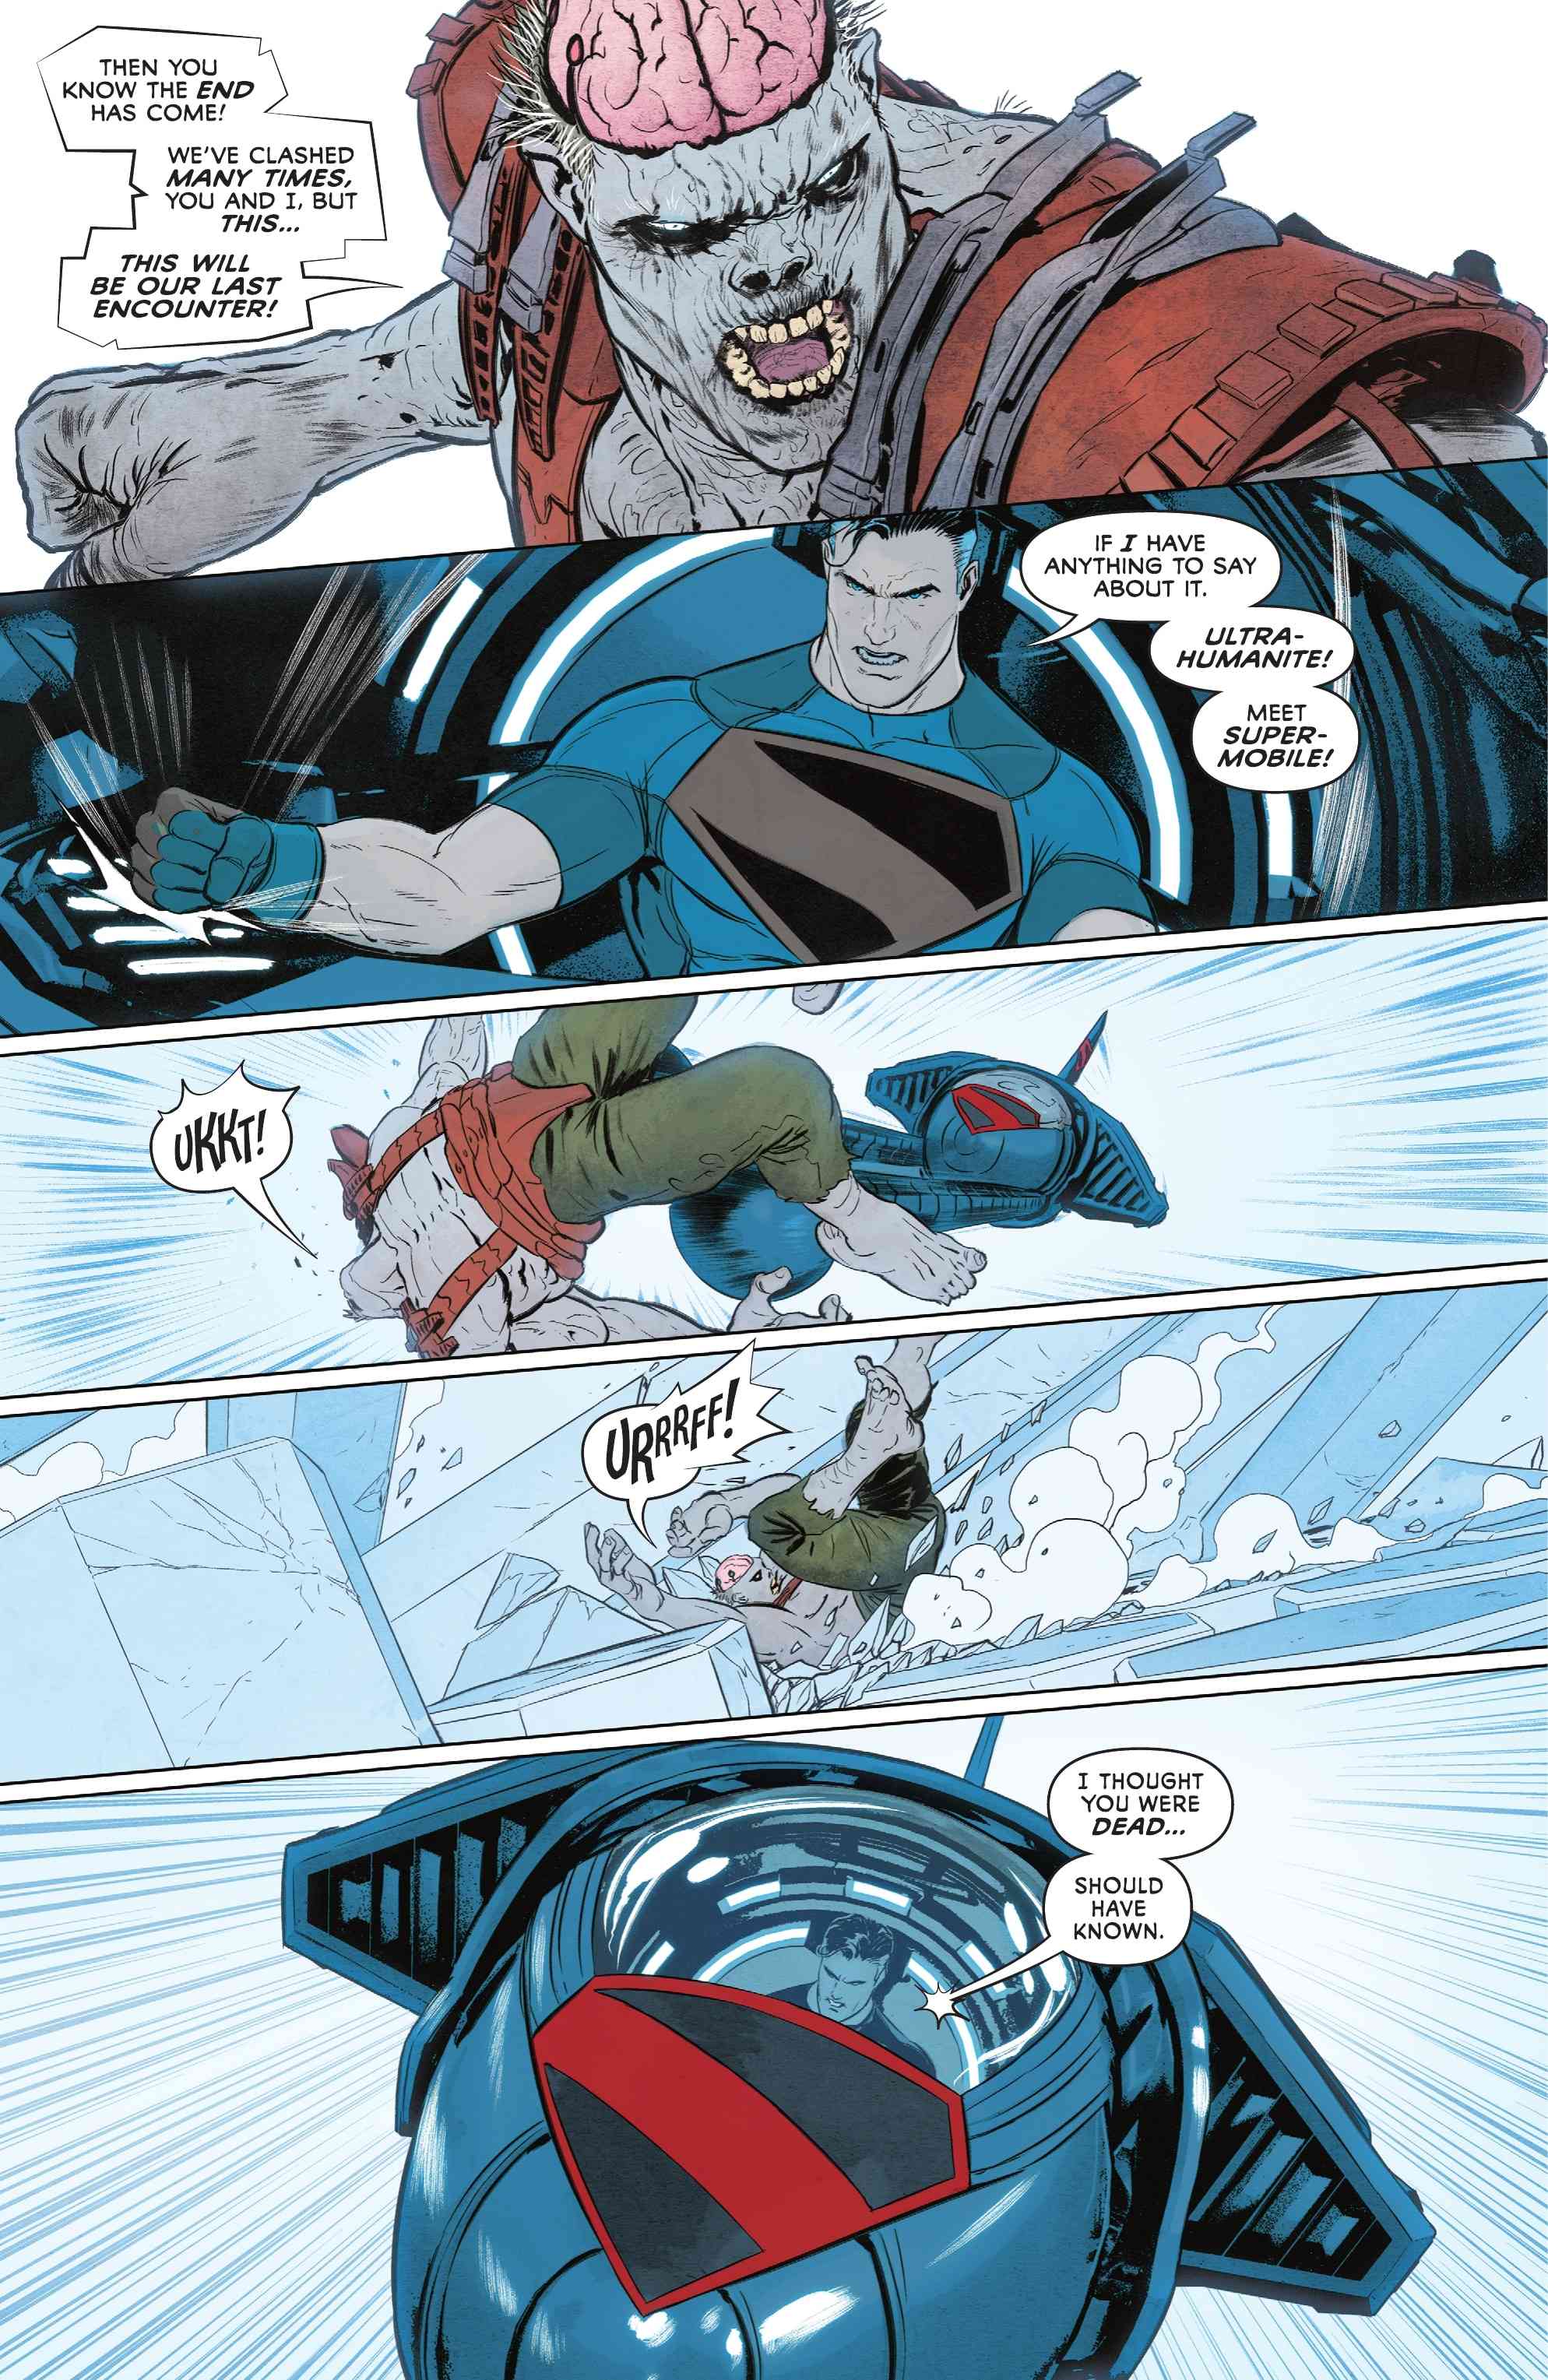 THEN YOU
KNOW THE END
HAS COME!
WE'VE CLASHED
MANY TIMES,
YOU AND I, BUT
THIS...
THIS WILL
BE OUR LAST
ENCOUNTER!
IF I HAVE
ANYTHING TO SAY
ABOUT IT.
ULTRA-
HUMANITE!
MEET
SUPER-
MOBILE!
UKKT!
URRRFF!
I THOUGHT
YOU WERE
DEAD...
SHOULD
HAVE
KNOWN.